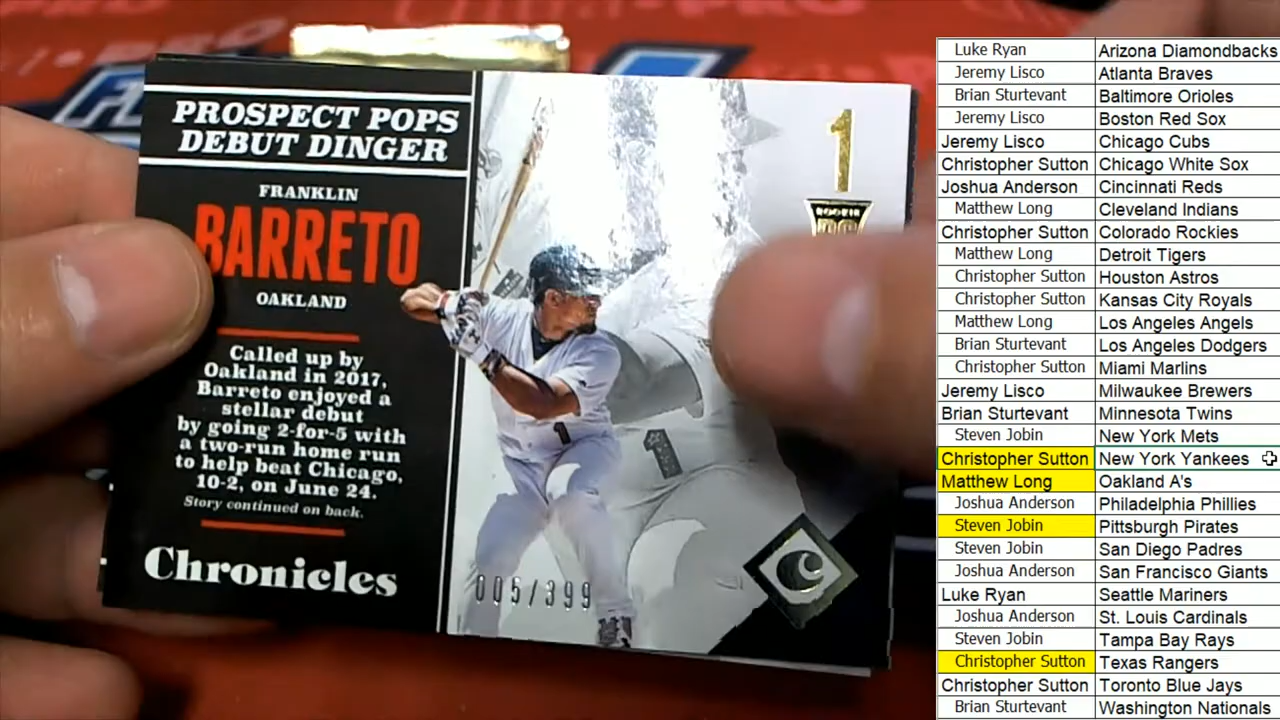 PROSPECT POPS
DEBUT DINGER
FRANKLIN
BARRETO
OAKLAND
Called up by
Oakland in 2017,
Barreto enjoyed a
stellar debut
by going 2-for-5 with
a two-run home run
to help beat Chicago,
10-2, on June 24.
Story continued on back.
Chronicles
1
ROOKIE
1
1
005/399
C
Luke Ryan Arizona Diamondbacks
Jeremy Lisco Atlanta Braves
Brian Sturtevant Baltimore Orioles
Jeremy Lisco Boston Red Sox
Jeremy Lisco Chicago Cubs
Christopher Sutton Chicago White Sox
Joshua Anderson Cincinnati Reds
Matthew Long Cleveland Indians
Christopher Sutton Colorado Rockies
Matthew Long Detroit Tigers
Christopher Sutton Houston Astros
Christopher Sutton Kansas City Royals
Matthew Long Los Angeles Angels
Brian Sturtevant Los Angeles Dodgers
Christopher Sutton Miami Marlins
Jeremy Lisco Milwaukee Brewers
Brian Sturtevant Minnesota Twins
Steven Jobin New York Mets
Christopher Sutton New York Yankees
Matthew Long Oakland A's
Joshua Anderson Philadelphia Phillies
Steven Jobin Pittsburgh Pirates
Steven Jobin San Diego Padres
Joshua Anderson San Francisco Giants
Luke Ryan Seattle Mariners
Joshua Anderson St. Louis Cardinals
Steven Jobin Tampa Bay Rays
Christopher Sutton Texas Rangers
Christopher Sutton Toronto Blue Jays
Brian Sturtevant Washington Nationals